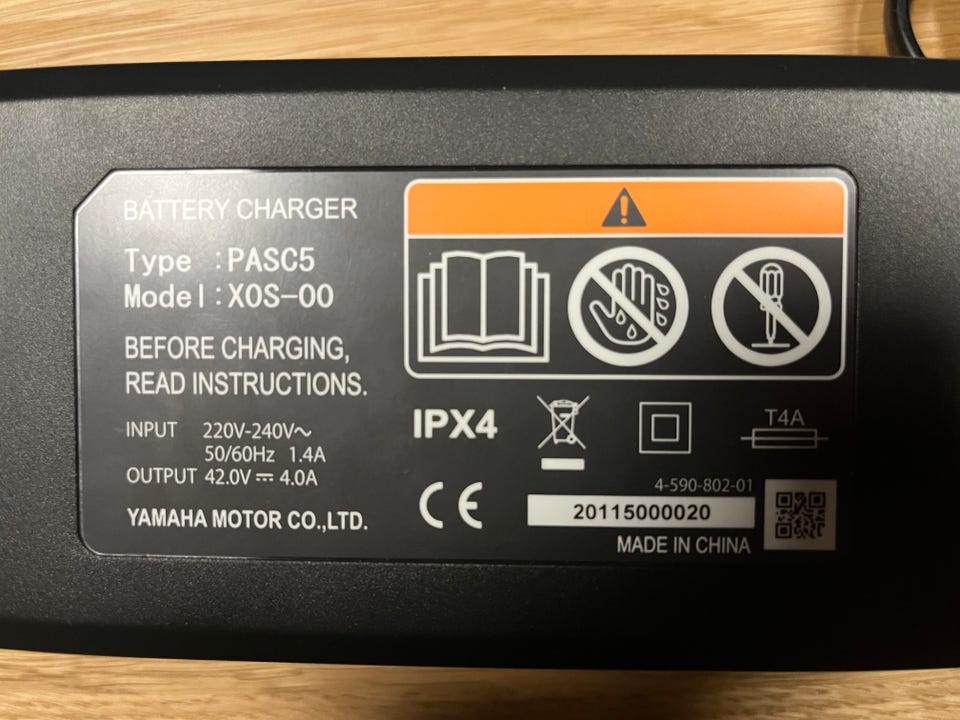 BATTERY CHARGER
Type :PASC5
Model:X0S-00
BEFORE CHARGING,
READ INSTRUCTIONS.
INPUT 220V-240V~
50/60Hz 1.4A
OUTPUT 42.0V⎓4.0A
YAMAHA MOTOR CO.,LTD.
IPX4
T4A
CE
4-590-802-01
20115000020
MADE IN CHINA